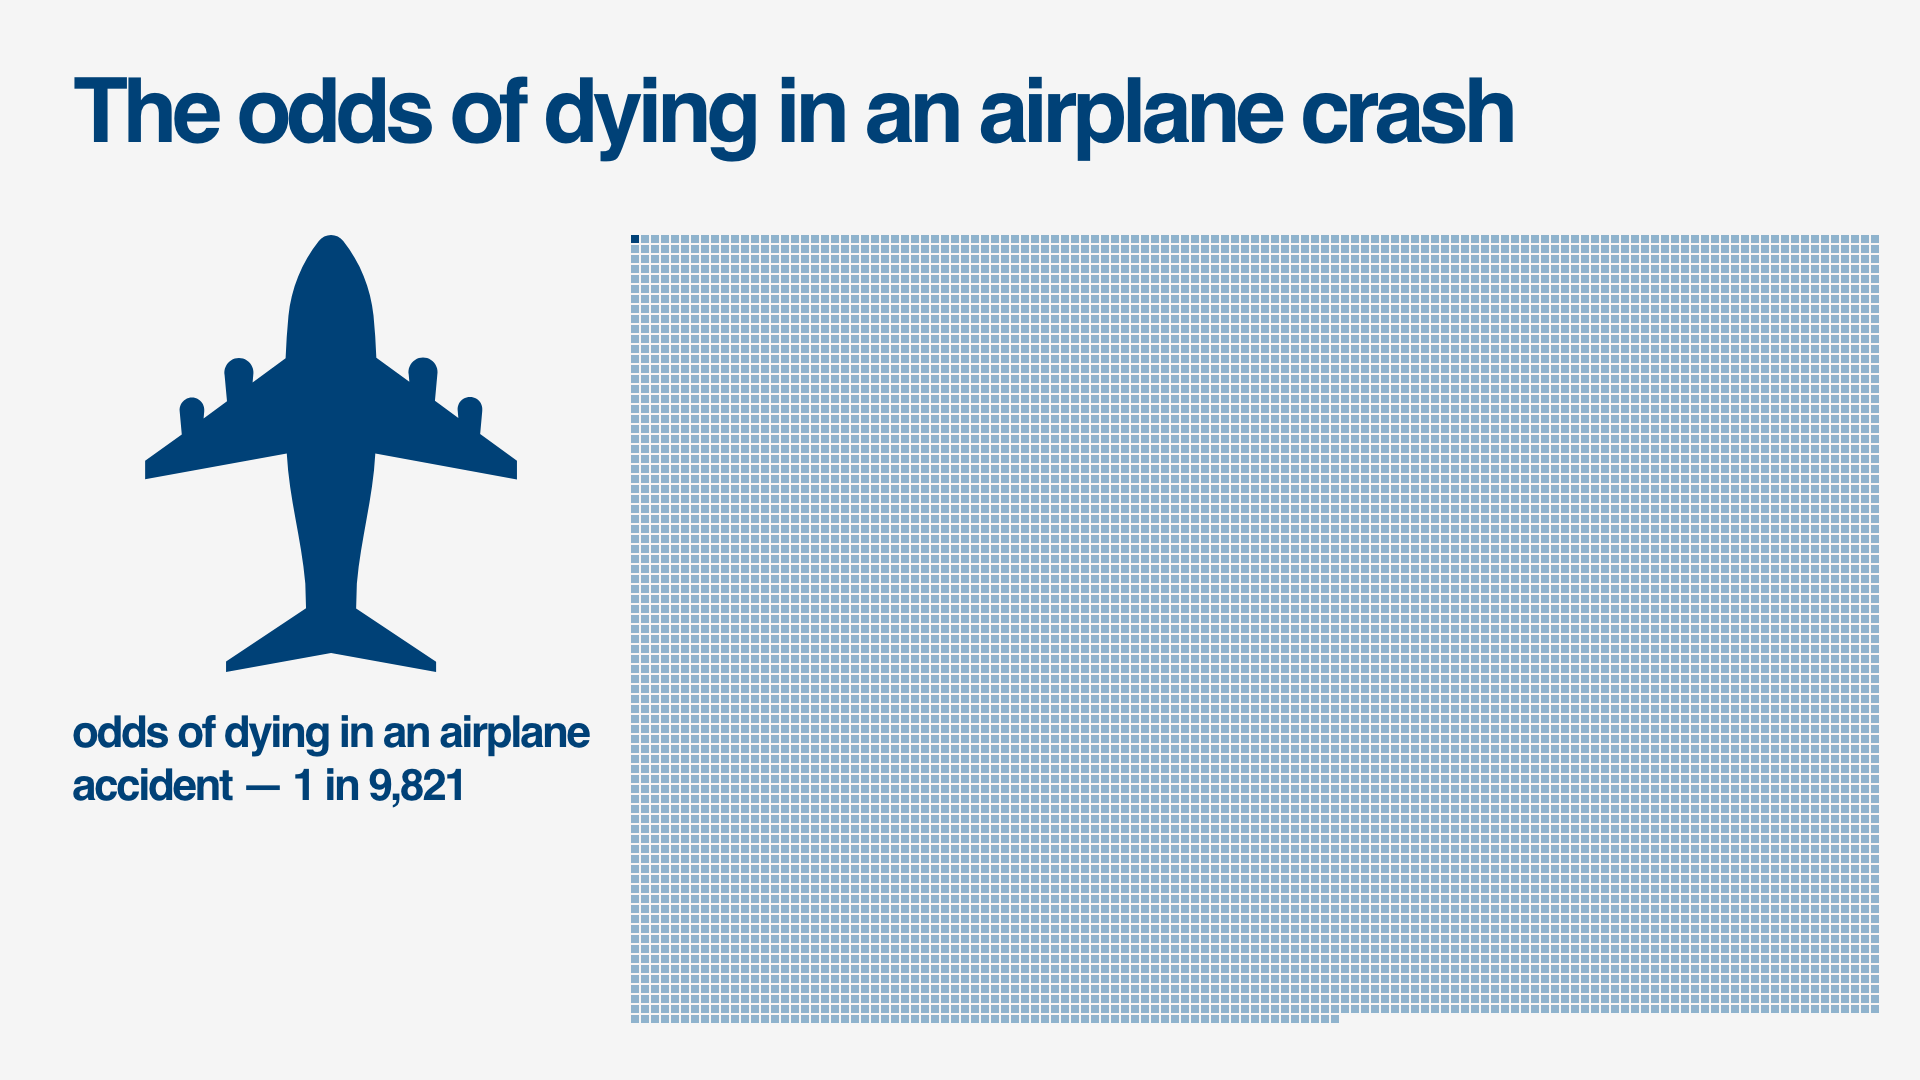 The odds of dying in an airplane crash
odds of dying in an airplane
accident — 1 in 9,821